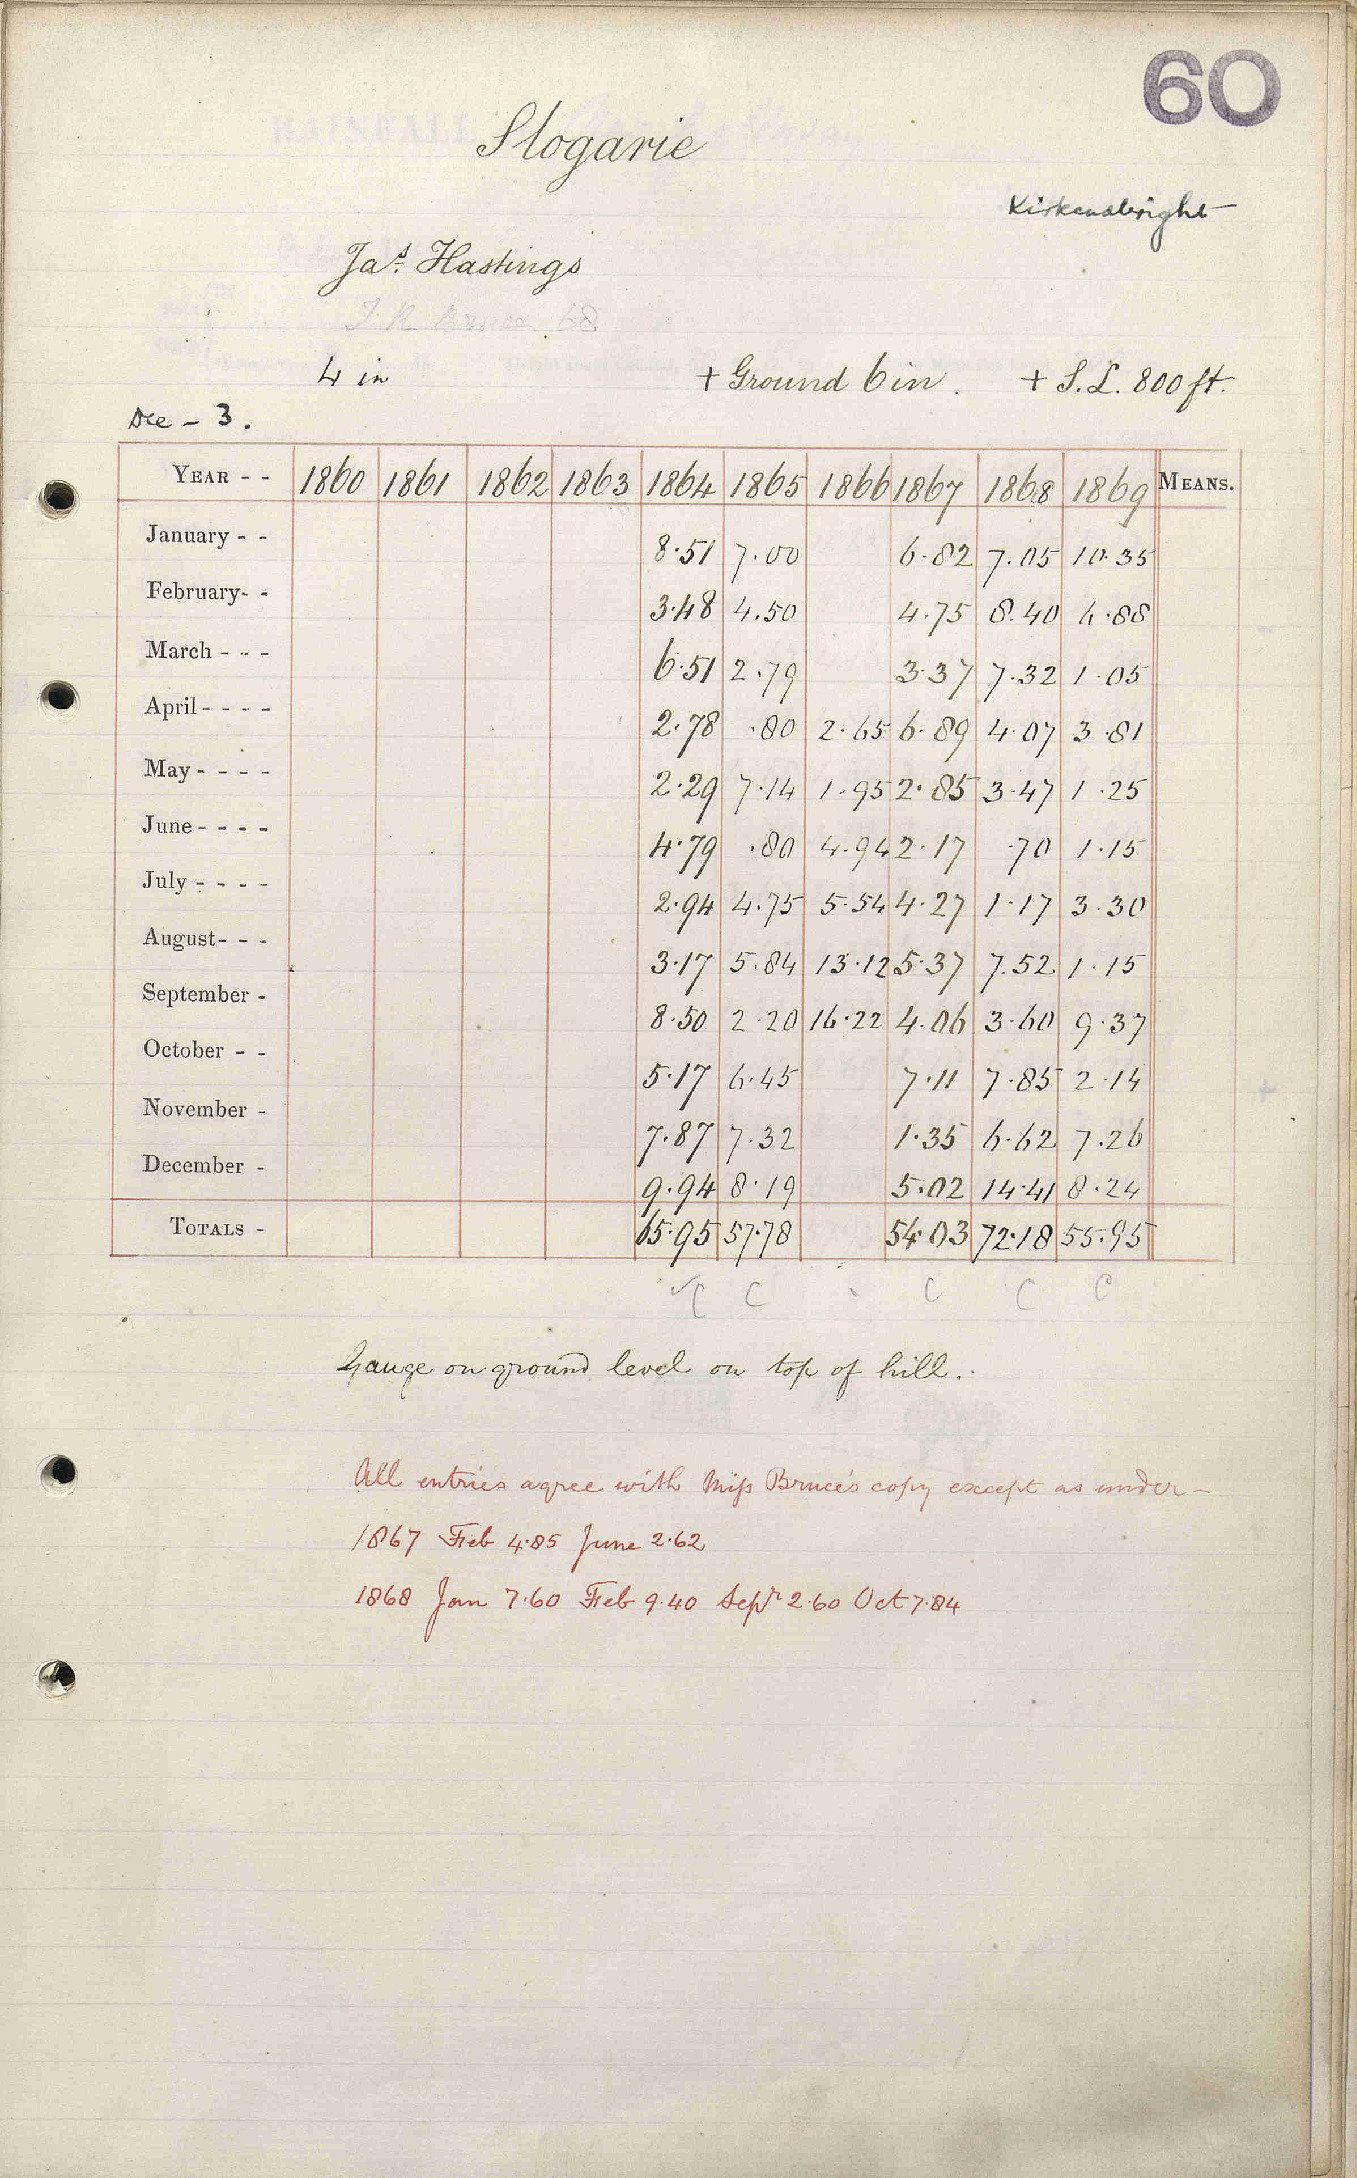 60
Slogarie
Kirkcudbright
Jas. Hastings
4 in + Ground 6 in. + S.L. 800 ft.
Dee - 3.
YEAR - - 1860 1861 1862 1863 1864 1865 1866 1867 1868 1869 MEANS.
January - - 8.51 7.00 6.82 7.05 10.35
February - - 3.48 4.50 4.75 8.40 6.88
March - - - 6.51 2.79 3.37 7.32 1.05
April - - - - 2.78 .80 2.65 6.89 4.07 3.81
May - - - - 2.29 7.14 1.95 2.85 3.47 1.25
June - - - - 4.79 .80 4.94 2.17 .70 1.15
July - - - - 2.94 4.75 5.54 4.27 1.17 3.30
August - - - 3.17 5.84 13.12 5.37 7.52 1.15
September - 8.50 2.20 16.22 4.06 3.60 9.37
October - - 5.17 6.45 7.11 7.85 2.14
November - 7.87 7.32 1.35 6.62 7.26
December - 9.94 8.19 5.02 14.41 8.24
TOTALS - 65.95 57.78 54.03 72.18 55.95
C C C C C
Gauge on ground level on top of hill.
All entries agree with Miss Bruce's copy except as under -
1867 Feb 4.85 June 2.62
1868 Jan 7.60 Feb 9.40 Sept 2.60 Oct 7.84